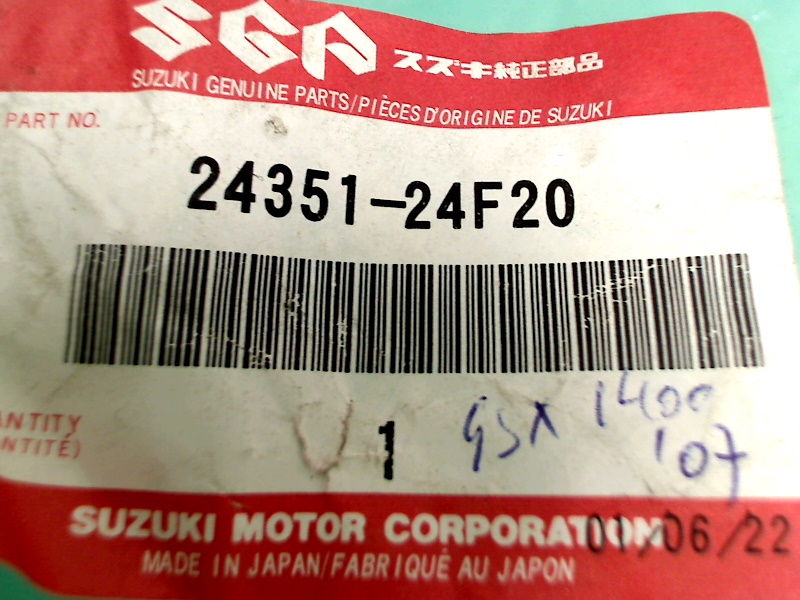 SGP スズキ純正部品
SUZUKI GENUINE PARTS/PIÈCES D'ORIGINE DE SUZUKI
PART NO.
24351-24F20
ANTITY
NTITÉ)
1
GSX 1400
'07
SUZUKI MOTOR CORPORATION
01/06/22
MADE IN JAPAN/FABRIQUÉ AU JAPON